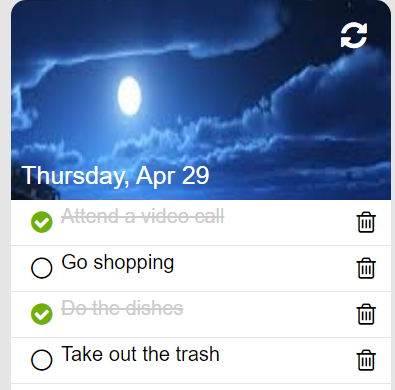 Thursday, Apr 29
Attend a video call
Go shopping
Do the dishes
Take out the trash